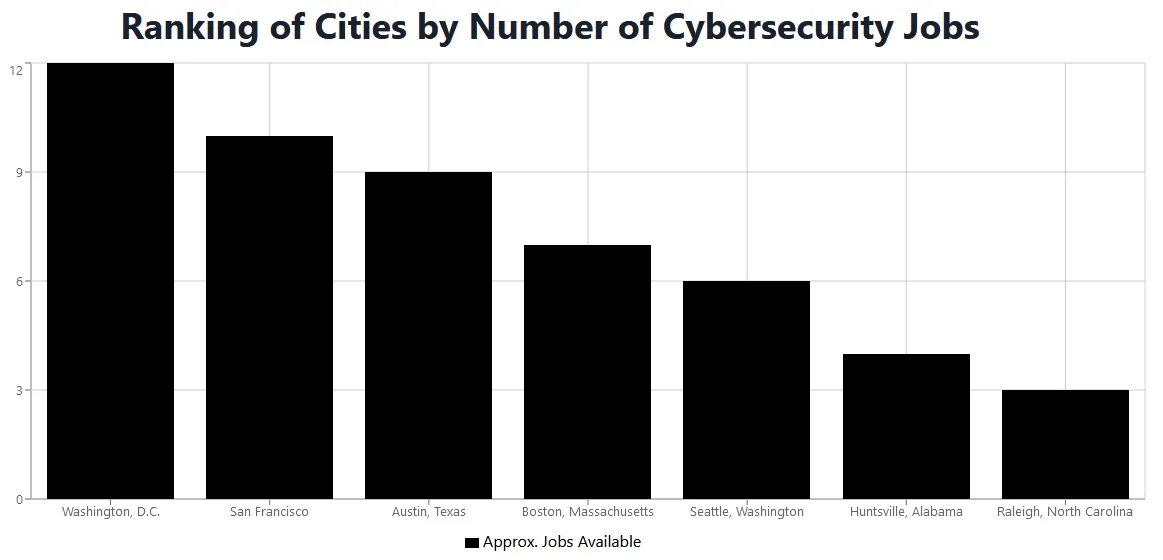 Ranking of Cities by Number of Cybersecurity Jobs
12
9
6
3
0
Washington, D.C. San Francisco Austin, Texas Boston, Massachusetts Seattle, Washington Huntsville, Alabama Raleigh, North Carolina
Approx. Jobs Available